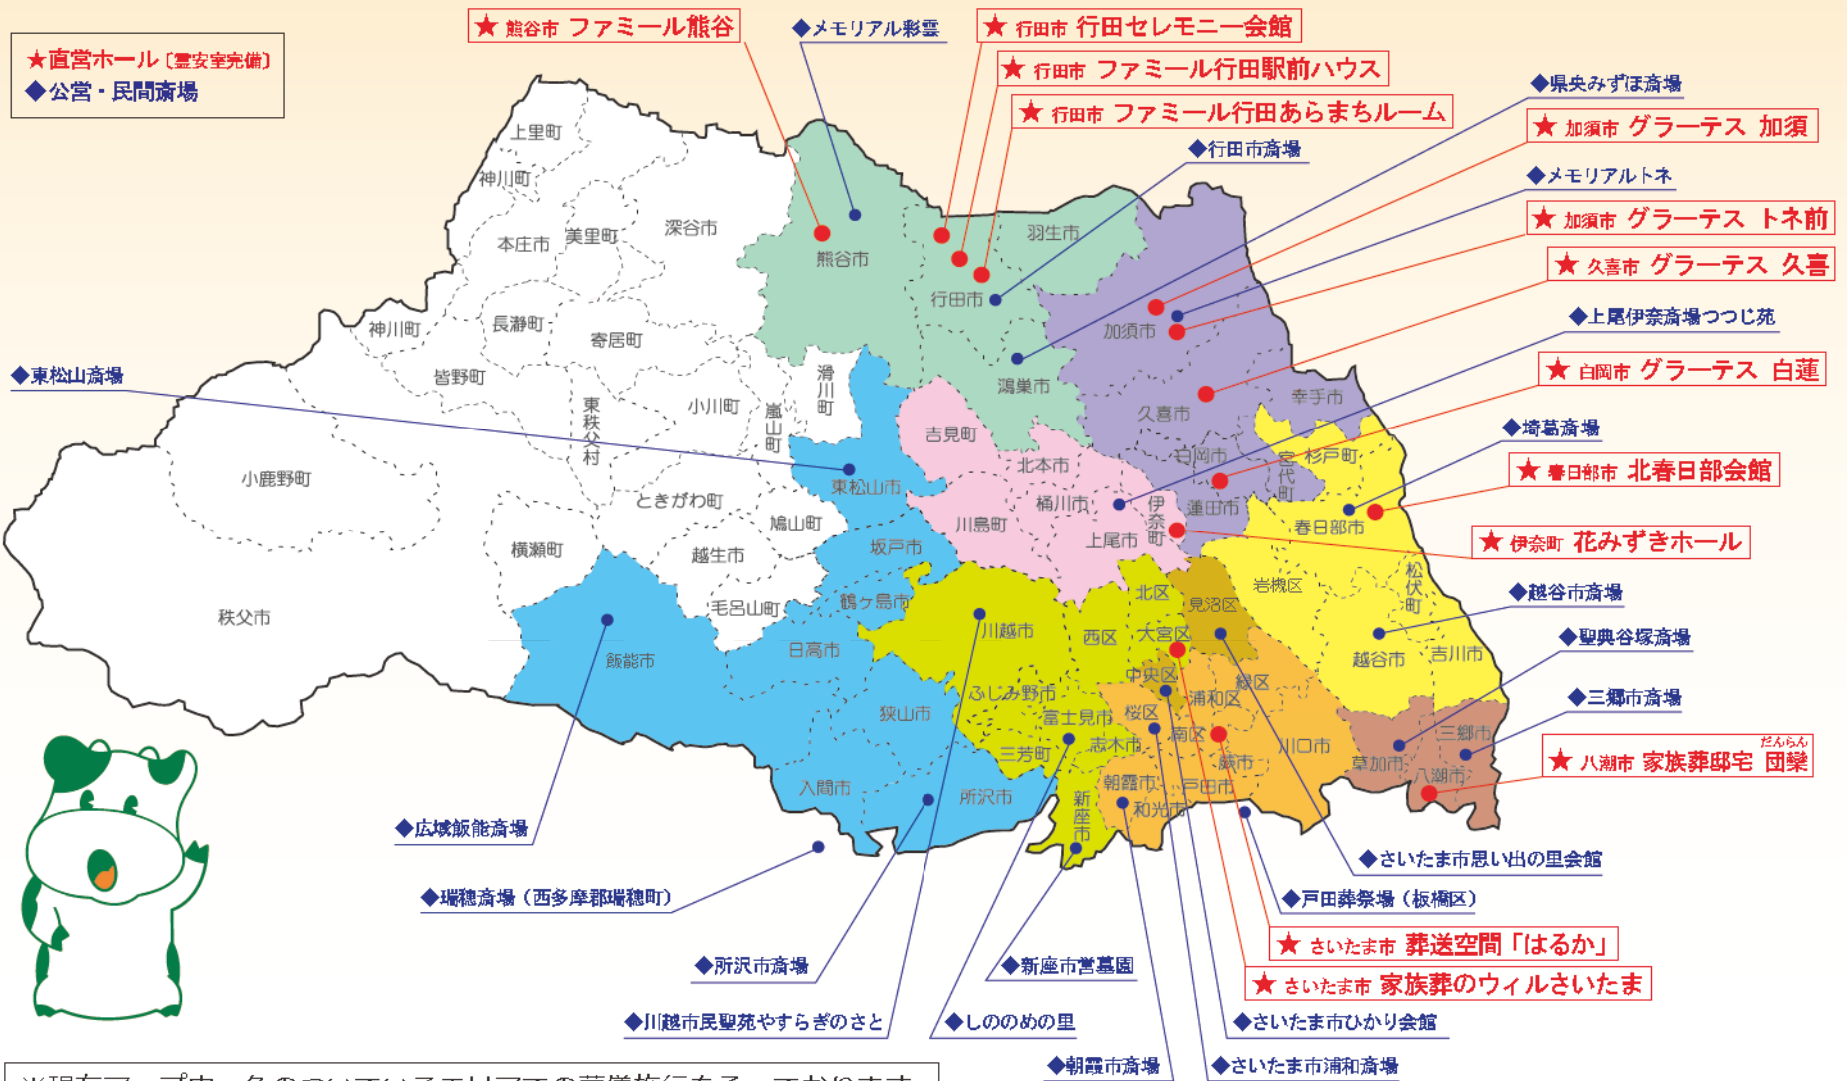 ★直営ホール〔霊安室完備〕
◆公営・民間斎場
★ 熊谷市 ファミール熊谷
◆メモリアル彩雲
★ 行田市 行田セレモニー会館
★ 行田市 ファミール行田駅前ハウス
★ 行田市 ファミール行田あらまちルーム
◆行田市斎場
◆県央みずほ斎場
★ 加須市 グラーテス 加須
◆メモリアルトネ
★ 加須市 グラーテス トネ前
★ 久喜市 グラーテス 久喜
◆上尾伊奈斎場つつじ苑
★ 白岡市 グラーテス 白蓮
◆埼葛斎場
★ 春日部市 北春日部会館
★ 伊奈町 花みずきホール
◆越谷市斎場
◆聖典谷塚斎場
◆三郷市斎場
だんらん
★ 八潮市 家族葬邸宅 団欒
◆さいたま市思い出の里会館
◆戸田葬祭場（板橋区）
★ さいたま市 葬送空間「はるか」
★ さいたま市 家族葬のウィルさいたま
◆さいたま市ひかり会館
◆さいたま市浦和斎場
◆朝霞市斎場
◆しののめの里
◆新座市営墓園
◆川越市民聖苑やすらぎのさと
◆所沢市斎場
◆瑞穂斎場（西多摩郡瑞穂町）
◆広域飯能斎場
◆東松山斎場
上里町
神川町
本庄市
美里町
深谷市
熊谷市
行田市
羽生市
加須市
神川町
長瀞町
寄居町
皆野町
東秩父村
小川町
嵐山町
滑川町
鴻巣市
久喜市
幸手市
小鹿野町
ときがわ町
東松山市
吉見町
北本市
桶川市
白岡市
宮代町
杉戸町
横瀬町
越生市
鳩山町
坂戸市
川島町
上尾市
伊奈町
蓮田市
春日部市
秩父市
毛呂山町
鶴ヶ島市
日高市
飯能市
川越市
西区
北区
大宮区
見沼区
岩槻区
松伏町
越谷市
吉川市
狭山市
ふじみ野市
富士見市
三芳町
志木市
中央区
桜区
浦和区
緑区
南区
川口市
蕨市
戸田市
草加市
三郷市
八潮市
入間市
所沢市
新座市
朝霞市
和光市